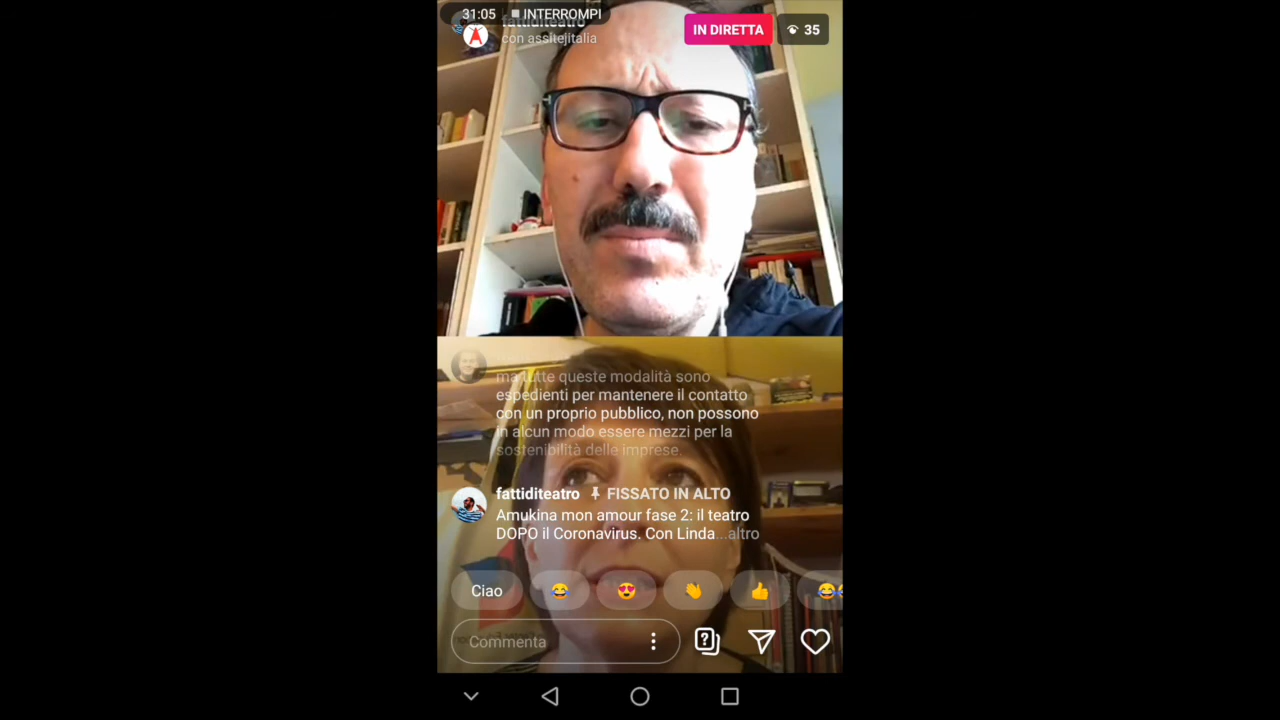 31:05 INTERROMPI
fattiditeatro
con assitejitalia
IN DIRETTA
35
ma tutte queste modalità sono
espedienti per mantenere il contatto
con un proprio pubblico, non possono
in alcun modo essere mezzi per la
sostenibilità delle imprese.
fattiditeatro FISSATO IN ALTO
Amukina mon amour fase 2: il teatro
DOPO il Coronavirus. Con Linda...altro
Ciao
Commenta